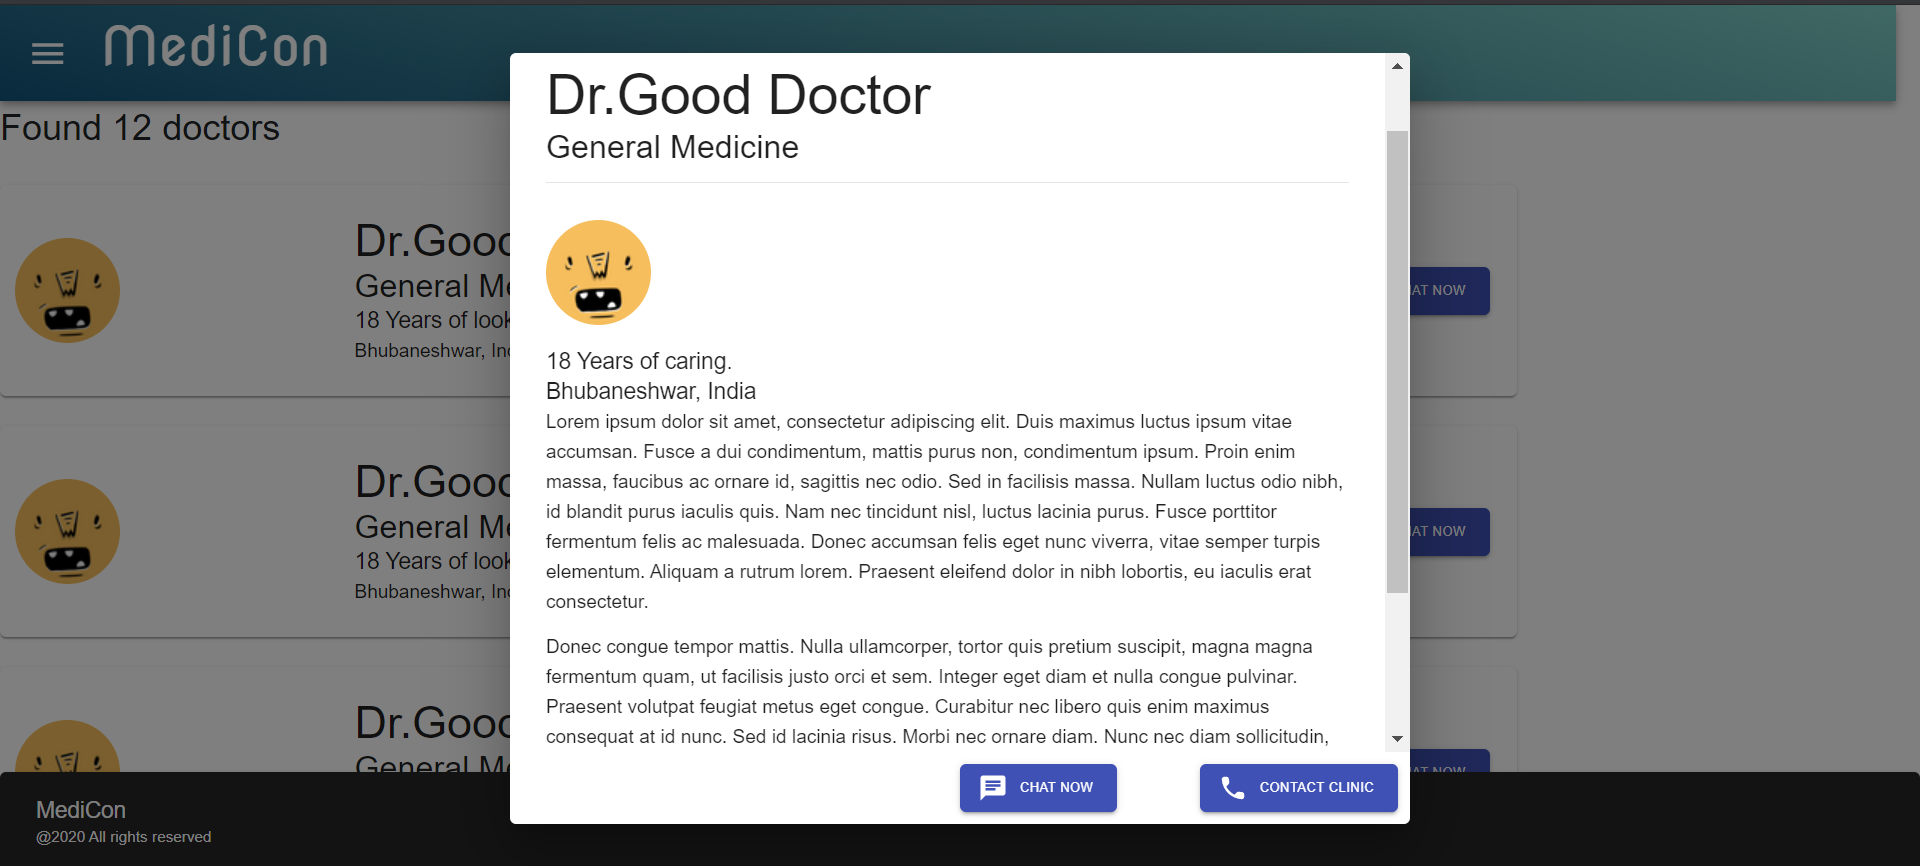 MediCon
Found 12 doctors
Dr.Good
General Me
18 Years of look
Bhubaneshwar, Ind
HAT NOW
Dr.Good
General Me
18 Years of look
Bhubaneshwar, Ind
HAT NOW
Dr.Good
General Me
HAT NOW
Dr.Good Doctor
General Medicine
18 Years of caring.
Bhubaneshwar, India
Lorem ipsum dolor sit amet, consectetur adipiscing elit. Duis maximus luctus ipsum vitae
accumsan. Fusce a dui condimentum, mattis purus non, condimentum ipsum. Proin enim
massa, faucibus ac ornare id, sagittis nec odio. Sed in facilisis massa. Nullam luctus odio nibh,
id blandit purus iaculis quis. Nam nec tincidunt nisl, luctus lacinia purus. Fusce porttitor
fermentum felis ac malesuada. Donec accumsan felis eget nunc viverra, vitae semper turpis
elementum. Aliquam a rutrum lorem. Praesent eleifend dolor in nibh lobortis, eu iaculis erat
consectetur.
Donec congue tempor mattis. Nulla ullamcorper, tortor quis pretium suscipit, magna magna
fermentum quam, ut facilisis justo orci et sem. Integer eget diam et nulla congue pulvinar.
Praesent volutpat feugiat metus eget congue. Curabitur nec libero quis enim maximus
consequat at id nunc. Sed id lacinia risus. Morbi nec ornare diam. Nunc nec diam sollicitudin,
CHAT NOW
CONTACT CLINIC
MediCon
@2020 All rights reserved